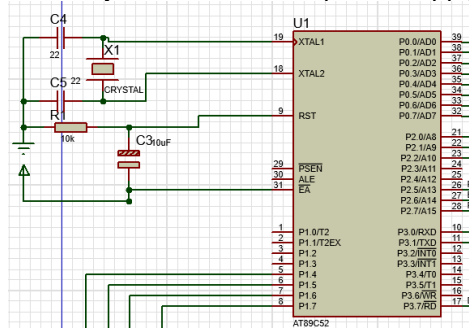 C4
22
X1
CRYSTAL
C5 22
R1
10k
C3
10uF
U1
19 XTAL1
18 XTAL2
9 RST
29 PSEN
30 ALE
31 EA
1 P1.0/T2
2 P1.1/T2EX
3 P1.2
4 P1.3
5 P1.4
6 P1.5
7 P1.6
8 P1.7
P0.0/AD0 39
P0.1/AD1 38
P0.2/AD2 37
P0.3/AD3 36
P0.4/AD4 35
P0.5/AD5 34
P0.6/AD6 33
P0.7/AD7 32
P2.0/A8 21
P2.1/A9 22
P2.2/A10 23
P2.3/A11 24
P2.4/A12 25
P2.5/A13 26
P2.6/A14 27
P2.7/A15 28
P3.0/RXD 10
P3.1/TXD 11
P3.2/INT0 12
P3.3/INT1 13
P3.4/T0 14
P3.5/T1 15
P3.6/WR 16
P3.7/RD 17
AT89C52